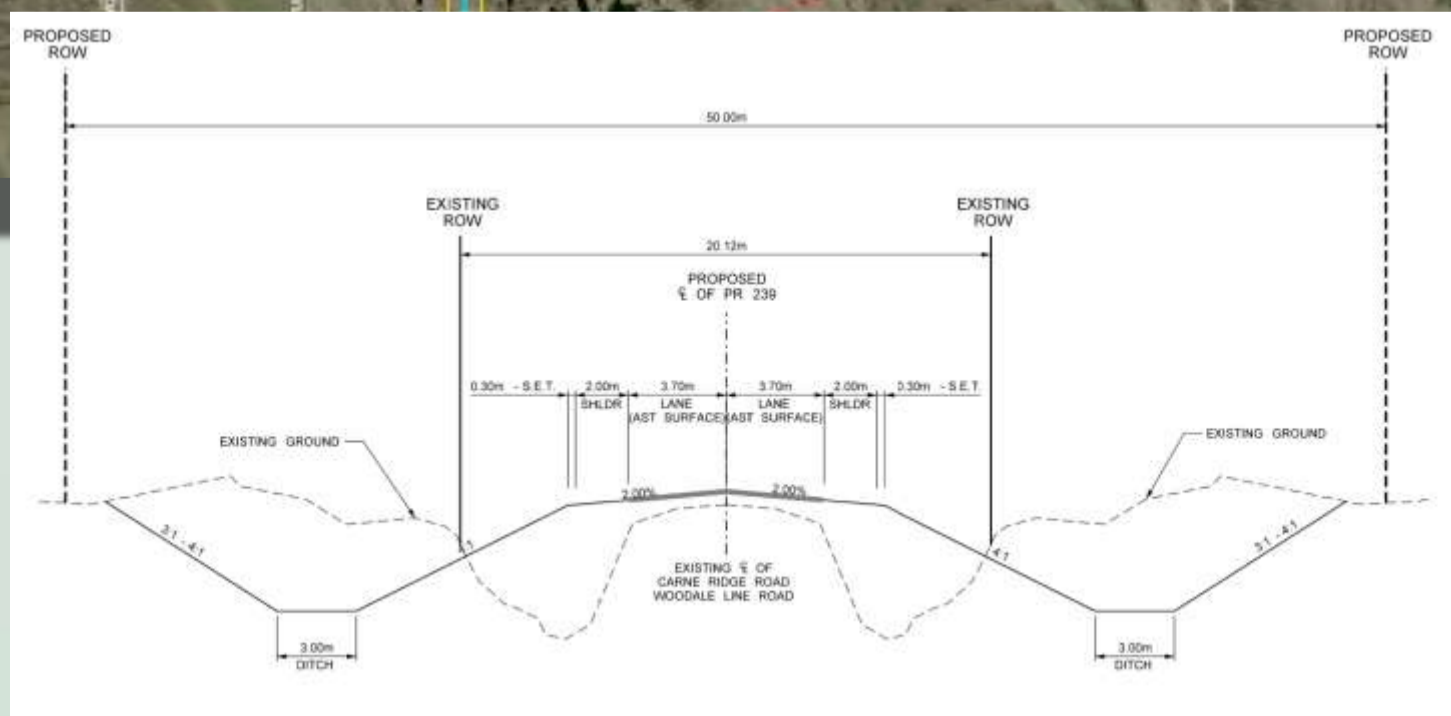 PROPOSED
ROW
PROPOSED
ROW
50.00m
EXISTING
ROW
EXISTING
ROW
20.12m
PROPOSED
℄ OF PR 239
0.30m - S.E.T.
2.00m
SHLDR
3.70m
LANE
(AST SURFACE)
3.70m
LANE
(AST SURFACE)
2.00m
SHLDR
0.30m - S.E.T.
EXISTING GROUND
EXISTING GROUND
2.00%
2.00%
3:1 - 4:1
4:1
3:1 - 4:1
EXISTING ℄ OF
CARNE RIDGE ROAD
WOODALE LINE ROAD
3.00m
DITCH
3.00m
DITCH